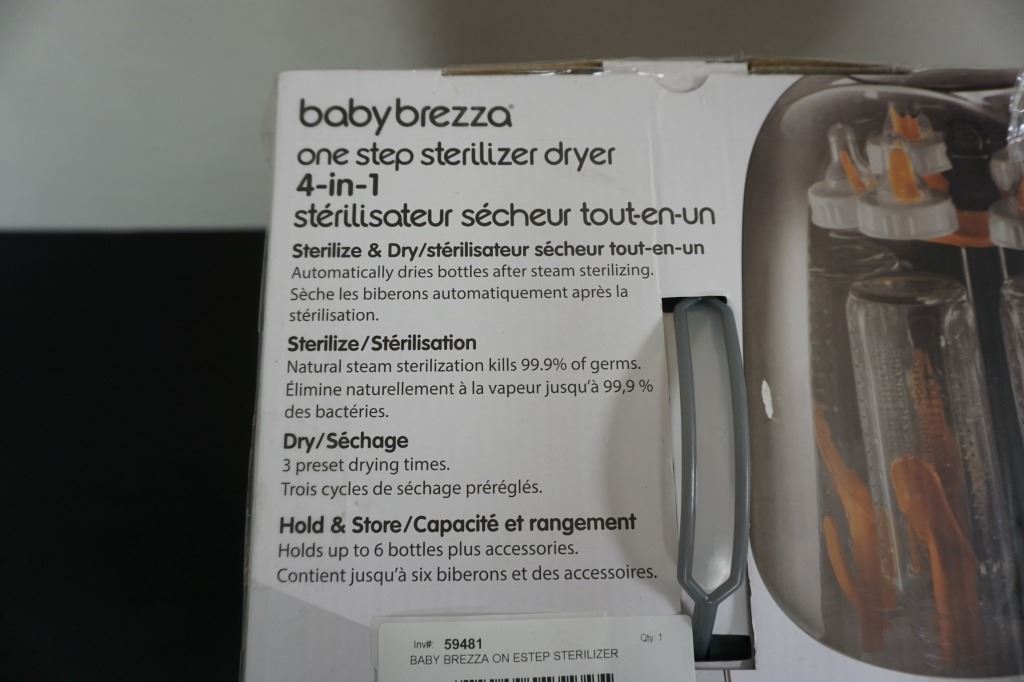 babybrezza
one step sterilizer dryer
4-in-1
stérilisateur sécheur tout-en-un
Sterilize & Dry/stérilisateur sécheur tout-en-un
Automatically dries bottles after steam sterilizing.
Sèche les biberons automatiquement après la
stérilisation.
Sterilize/Stérilisation
Natural steam sterilization kills 99.9% of germs.
Élimine naturellement à la vapeur jusqu'à 99,9 %
des bactéries.
Dry/Séchage
3 preset drying times.
Trois cycles de séchage préréglés.
Hold & Store/Capacité et rangement
Holds up to 6 bottles plus accessories.
Contient jusqu'à six biberons et des accessoires.
Inv#: 59481 Qty 1
BABY BREZZA ON ESTEP STERILIZER